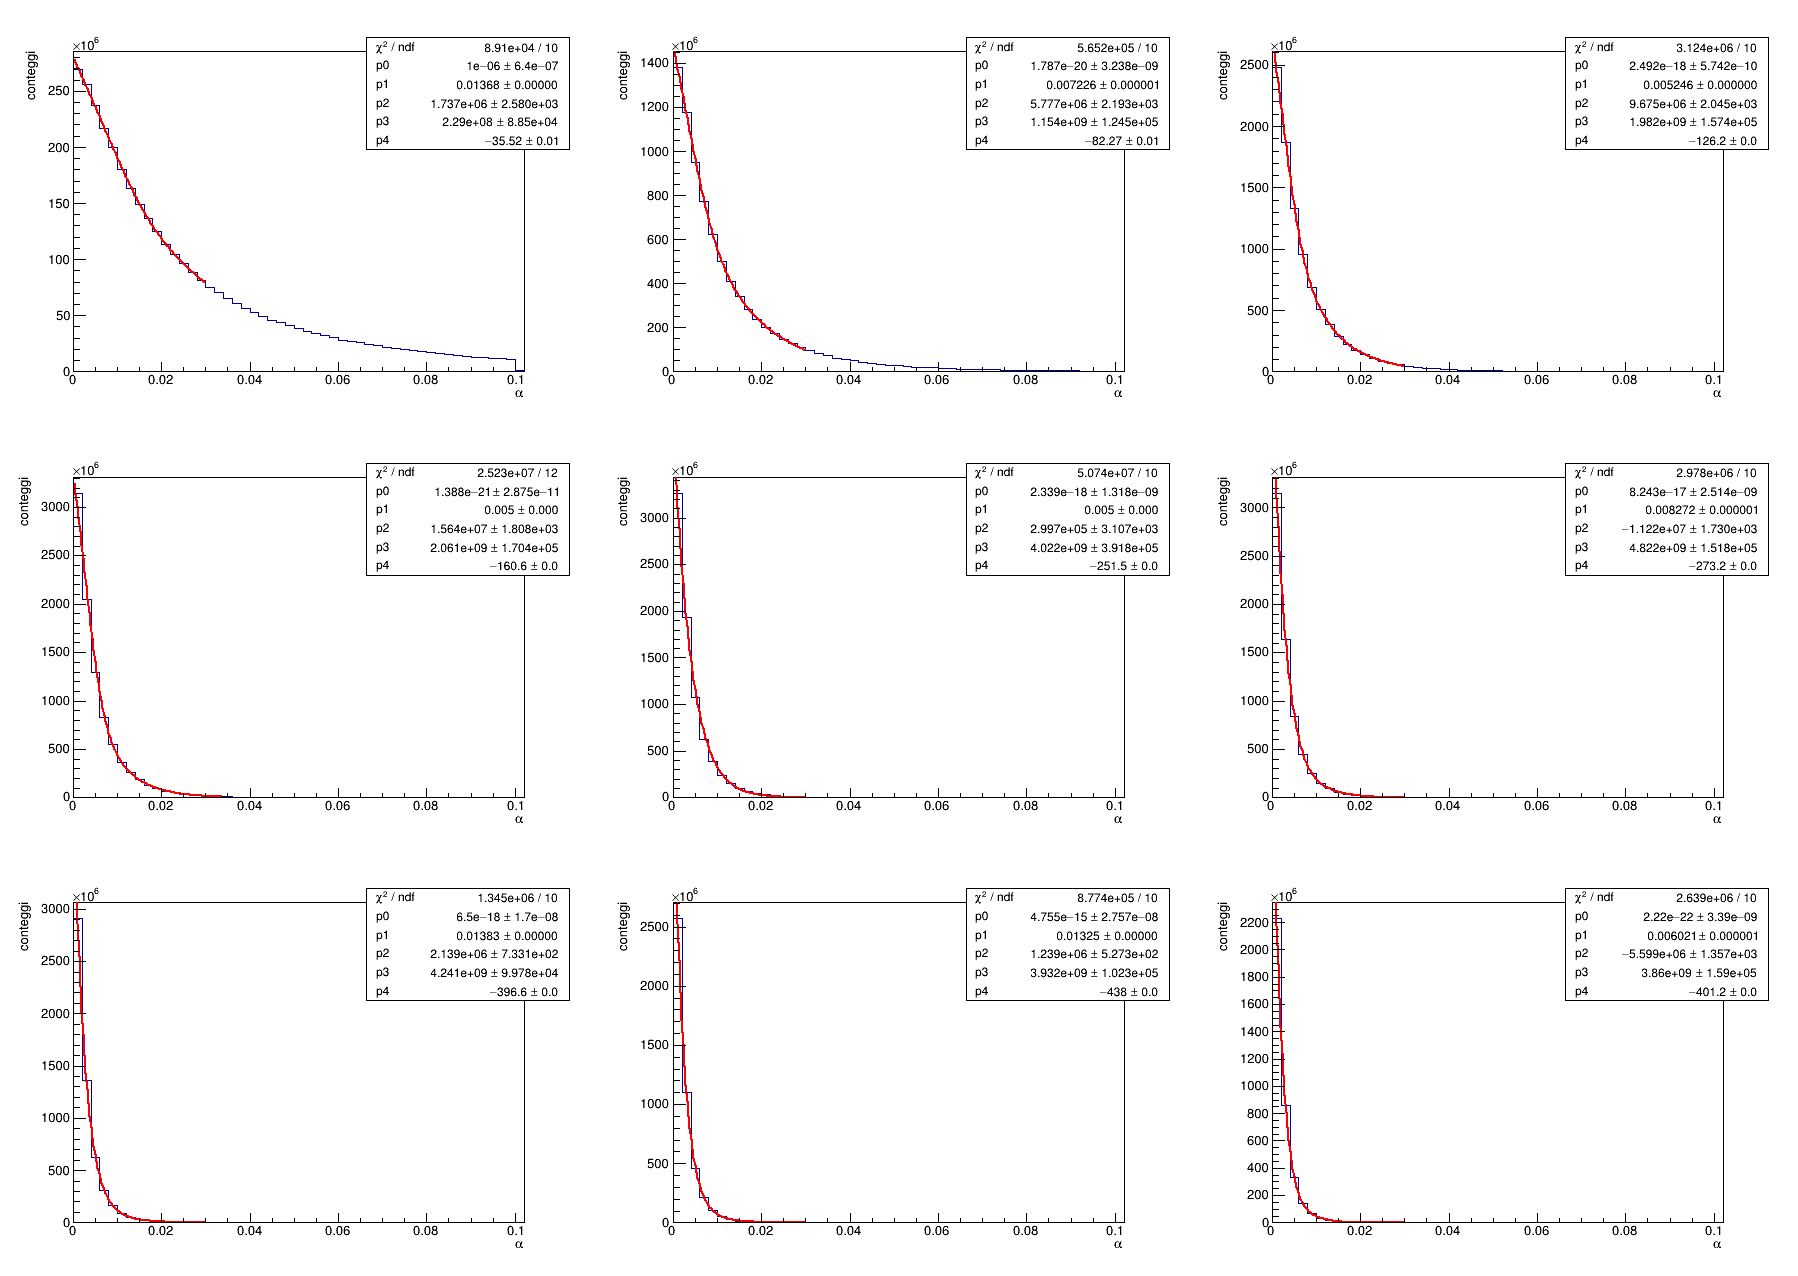 ×10⁶
conteggi
χ² / ndf 8.91e+04 / 10
p0 1e−06 ± 6.4e−07
p1 0.01368 ± 0.00000
p2 1.737e+06 ± 2.580e+03
p3 2.29e+08 ± 8.85e+04
p4 −35.52 ± 0.01
250
200
150
100
50
0
0 0.02 0.04 0.06 0.08 0.1
α
×10⁶
conteggi
χ² / ndf 5.652e+05 / 10
p0 1.787e−20 ± 3.238e−09
p1 0.007226 ± 0.000001
p2 5.777e+06 ± 2.193e+03
p3 1.154e+09 ± 1.245e+05
p4 −82.27 ± 0.01
1400
1200
1000
800
600
400
200
0
0 0.02 0.04 0.06 0.08 0.1
α
×10⁶
conteggi
χ² / ndf 3.124e+06 / 10
p0 2.492e−18 ± 5.742e−10
p1 0.005246 ± 0.000000
p2 9.675e+06 ± 2.045e+03
p3 1.982e+09 ± 1.574e+05
p4 −126.2 ± 0.0
2500
2000
1500
1000
500
0
0 0.02 0.04 0.06 0.08 0.1
α
×10⁶
conteggi
χ² / ndf 2.523e+07 / 12
p0 1.388e−21 ± 2.875e−11
p1 0.005 ± 0.000
p2 1.564e+07 ± 1.808e+03
p3 2.061e+09 ± 1.704e+05
p4 −160.6 ± 0.0
3000
2500
2000
1500
1000
500
0
0 0.02 0.04 0.06 0.08 0.1
α
×10⁶
conteggi
χ² / ndf 5.074e+07 / 10
p0 2.339e−18 ± 1.318e−09
p1 0.005 ± 0.000
p2 2.997e+05 ± 3.107e+03
p3 4.022e+09 ± 3.918e+05
p4 −251.5 ± 0.0
3000
2500
2000
1500
1000
500
0
0 0.02 0.04 0.06 0.08 0.1
α
×10⁶
conteggi
χ² / ndf 2.978e+06 / 10
p0 8.243e−17 ± 2.514e−09
p1 0.008272 ± 0.000001
p2 −1.122e+07 ± 1.730e+03
p3 4.822e+09 ± 1.518e+05
p4 −273.2 ± 0.0
3000
2500
2000
1500
1000
500
0
0 0.02 0.04 0.06 0.08 0.1
α
×10⁶
conteggi
χ² / ndf 1.345e+06 / 10
p0 6.5e−18 ± 1.7e−08
p1 0.01383 ± 0.00000
p2 2.139e+06 ± 7.331e+02
p3 4.241e+09 ± 9.978e+04
p4 −396.6 ± 0.0
3000
2500
2000
1500
1000
500
0
0 0.02 0.04 0.06 0.08 0.1
α
×10⁶
conteggi
χ² / ndf 8.774e+05 / 10
p0 4.755e−15 ± 2.757e−08
p1 0.01325 ± 0.00000
p2 1.239e+06 ± 5.273e+02
p3 3.932e+09 ± 1.023e+05
p4 −438 ± 0.0
2500
2000
1500
1000
500
0
0 0.02 0.04 0.06 0.08 0.1
α
×10⁶
conteggi
χ² / ndf 2.639e+06 / 10
p0 2.22e−22 ± 3.39e−09
p1 0.006021 ± 0.000001
p2 −5.599e+06 ± 1.357e+03
p3 3.86e+09 ± 1.59e+05
p4 −401.2 ± 0.0
2200
2000
1800
1600
1400
1200
1000
800
600
400
200
0
0 0.02 0.04 0.06 0.08 0.1
α